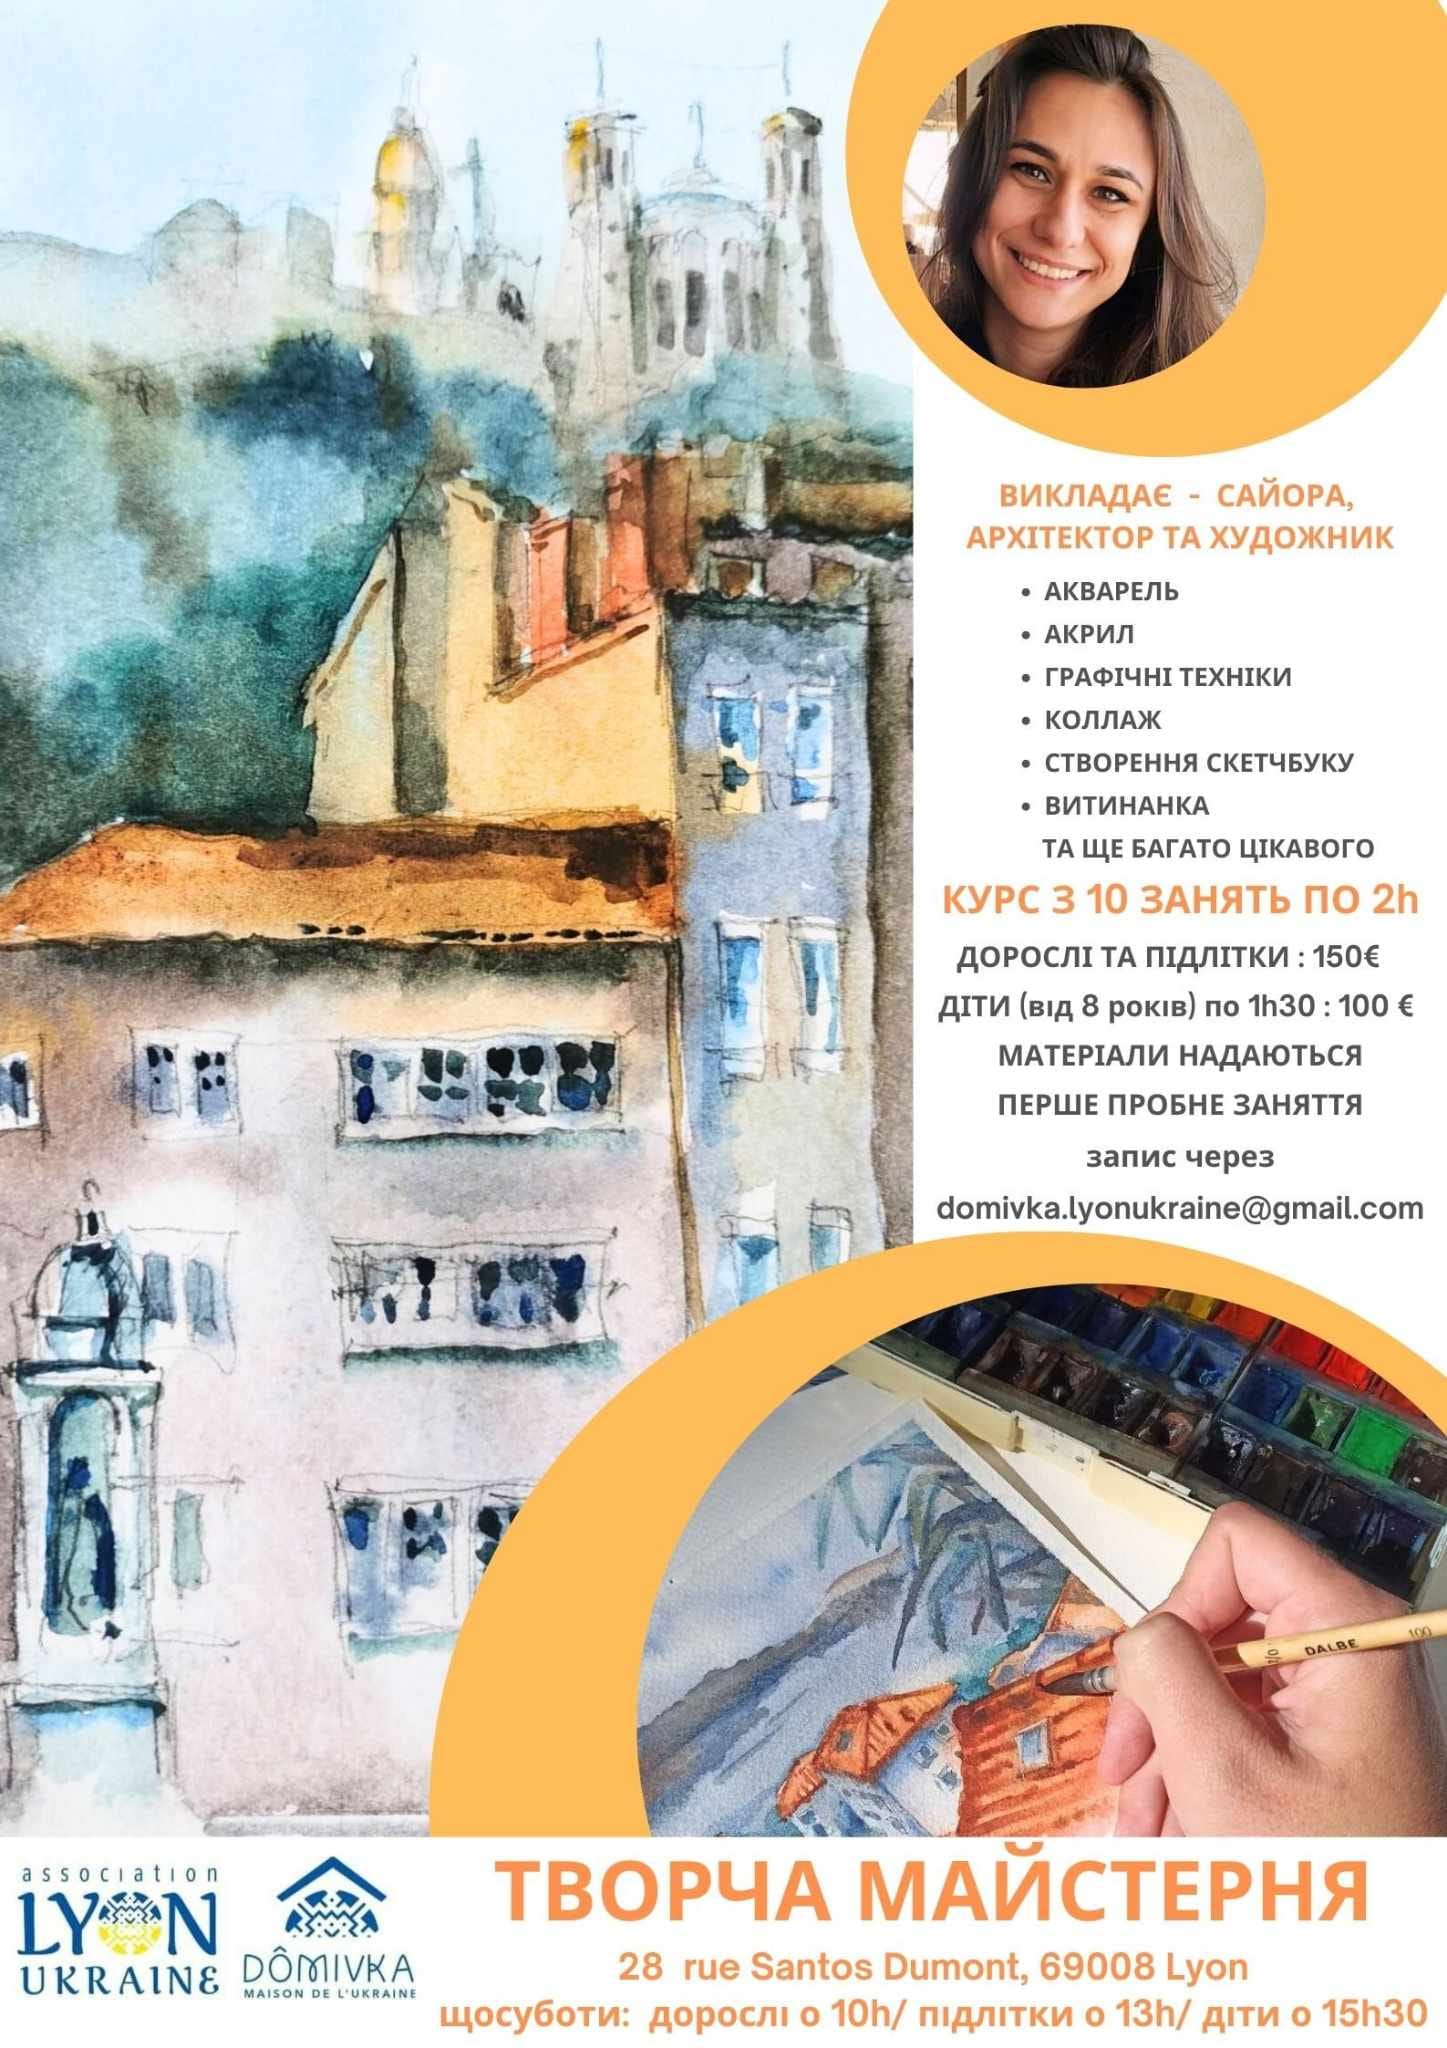 ВИКЛАДАЄ - САЙОРА,
АРХІТЕКТОР ТА ХУДОЖНИК
• АКВАРЕЛЬ
• АКРИЛ
• ГРАФІЧНІ ТЕХНІКИ
• КОЛЛАЖ
• СТВОРЕННЯ СКЕТЧБУКУ
• ВИТИНАНКА
ТА ЩЕ БАГАТО ЦІКАВОГО
КУРС З 10 ЗАНЯТЬ ПО 2h
ДОРОСЛІ ТА ПІДЛІТКИ : 150€
ДІТИ (від 8 років) по 1h30 : 100 €
МАТЕРІАЛИ НАДАЮТЬСЯ
ПЕРШЕ ПРОБНЕ ЗАНЯТТЯ
запис через
domivka.lyonukraine@gmail.com
DALBE 100
association
LYON
UKRAINE
DÔMIVKA
MAISON DE L'UKRAINE
ТВОРЧА МАЙСТЕРНЯ
28 rue Santos Dumont, 69008 Lyon
щосуботи: дорослі о 10h/ підлітки о 13h/ діти о 15h30